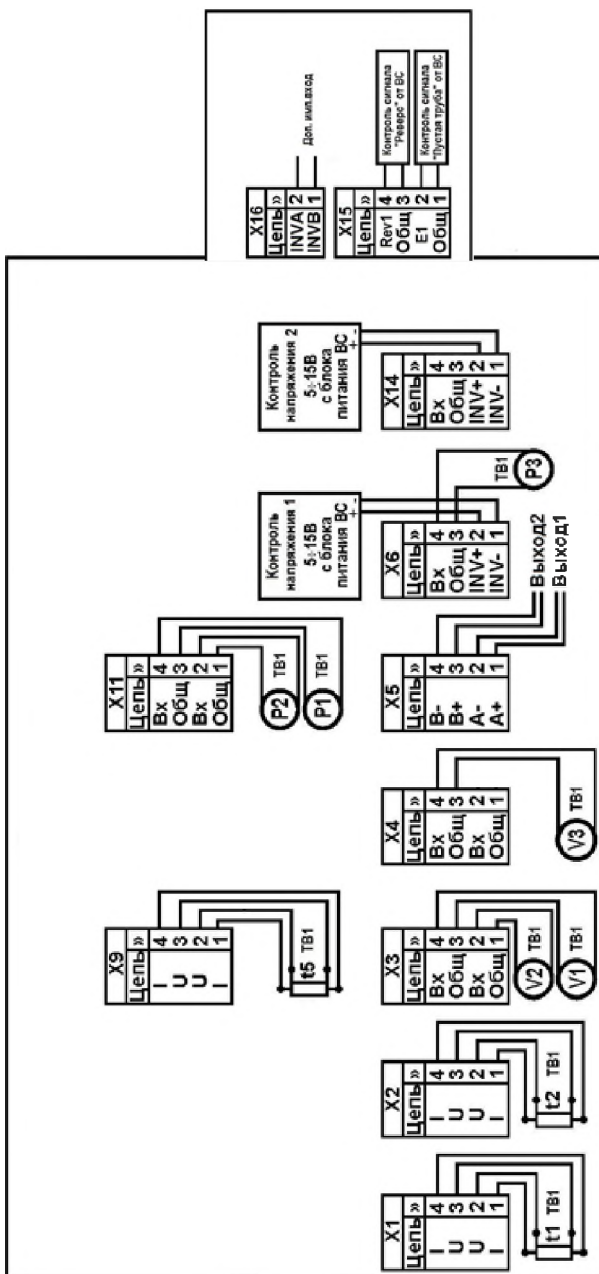 X16
Цепь »
INVA 2
INVB 1
Доп. имп.вход
X15
Цепь »
Rev1 4
Общ 3
E1 2
Общ 1
Контроль сигнала
"Реверс" от ВС
Контроль сигнала
"Пустая труба" от ВС
X11
Цепь »
Вх 4
Общ 3
Вх 2
Общ 1
P2 ТВ1
P1 ТВ1
X9
Цепь »
I 4
U 3
U 2
I 1
t5 ТВ1
Контроль
напряжения 1
5÷15В
с блока
питания ВС
+ -
Контроль
напряжения 2
5÷15В
с блока
питания ВС
+ -
X1
Цепь »
I 4
U 3
U 2
I 1
t1 ТВ1
X2
Цепь »
I 4
U 3
U 2
I 1
t2 ТВ1
X3
Цепь »
Вх 4
Общ 3
Вх 2
Общ 1
V2 ТВ1
V1 ТВ1
X4
Цепь »
Вх 4
Общ 3
Вх 2
Общ 1
V3 ТВ1
X5
Цепь »
B- 4
B+ 3
A- 2
A+ 1
Выход2
Выход1
X6
Цепь »
Вх 4
Общ 3
INV+ 2
INV- 1
ТВ1
P3
X14
Цепь »
Вх 4
Общ 3
INV+ 2
INV- 1